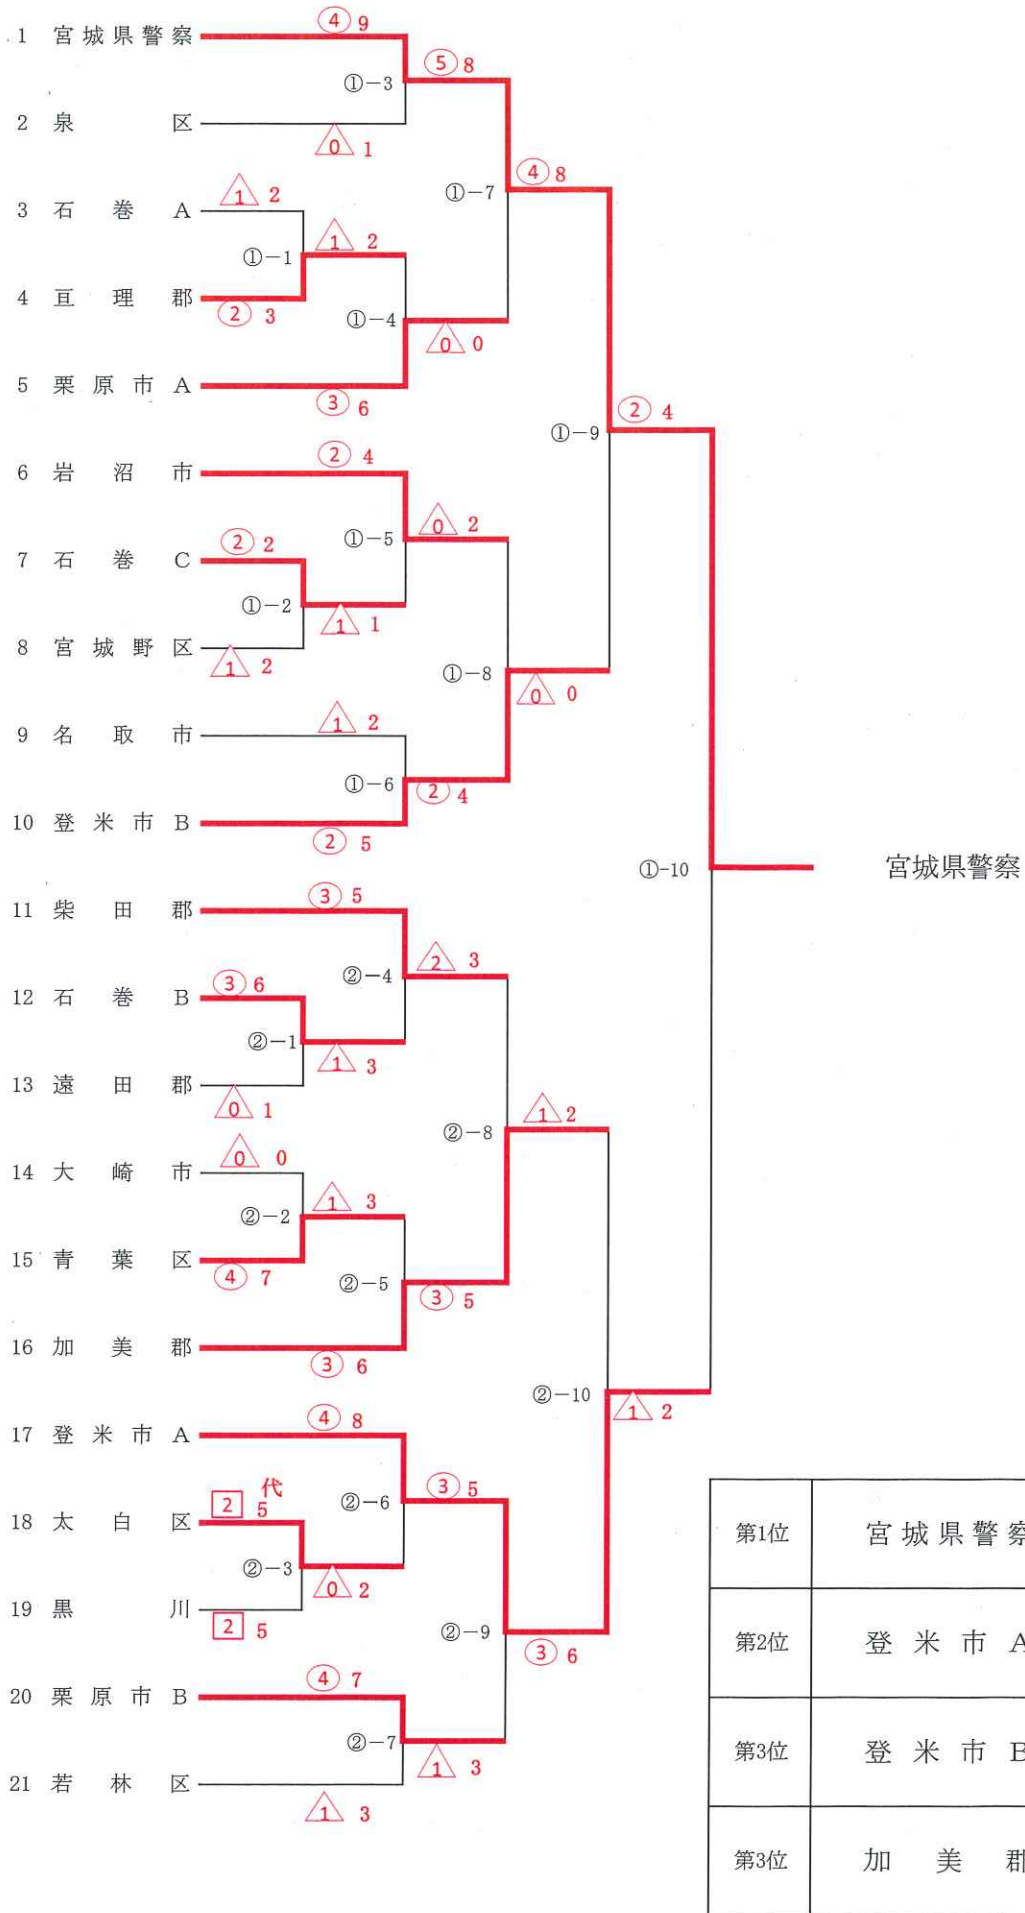 ④ 9
1 宮城県警察
⑤ 8
①-3
2 泉 区
0 1
④ 8
1 2
①-7
3 石 巻 A
1 2
①-1
4 亘 理 郡
② 3
①-4
0 0
5 栗 原 市 A
③ 6
② 4
①-9
② 4
6 岩 沼 市
0 2
② 2
①-5
7 石 巻 C
①-2
1 1
8 宮 城 野 区
1 2
①-8
0 0
1 2
9 名 取 市
①-6
② 4
10 登 米 市 B
② 5
①-10
宮城県警察
③ 5
11 柴 田 郡
2 3
③ 6
②-4
12 石 巻 B
②-1
1 3
13 遠 田 郡
0 1
1 2
②-8
0 0
14 大 崎 市
1 3
②-2
15 青 葉 区
④ 7
②-5
③ 5
16 加 美 郡
③ 6
②-10
1 2
④ 8
17 登 米 市 A
③ 5
代
2 5
②-6
18 太 白 区
②-3
0 2
19 黒 川
2 5
②-9
③ 6
④ 7
20 栗 原 市 B
②-7
1 3
21 若 林 区
1 3
第1位 宮城県警察
第2位 登 米 市 A
第3位 登 米 市 B
第3位 加 美 郡